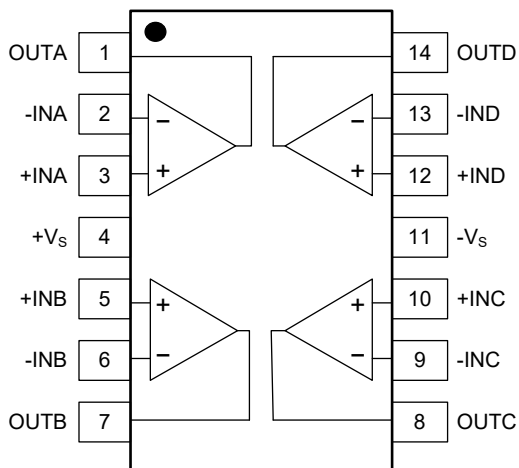 OUTA 1 14 OUTD
-INA 2 − − 13 -IND
+INA 3 + + 12 +IND
+VS 4 11 -VS
+INB 5 + + 10 +INC
-INB 6 − − 9 -INC
OUTB 7 8 OUTC